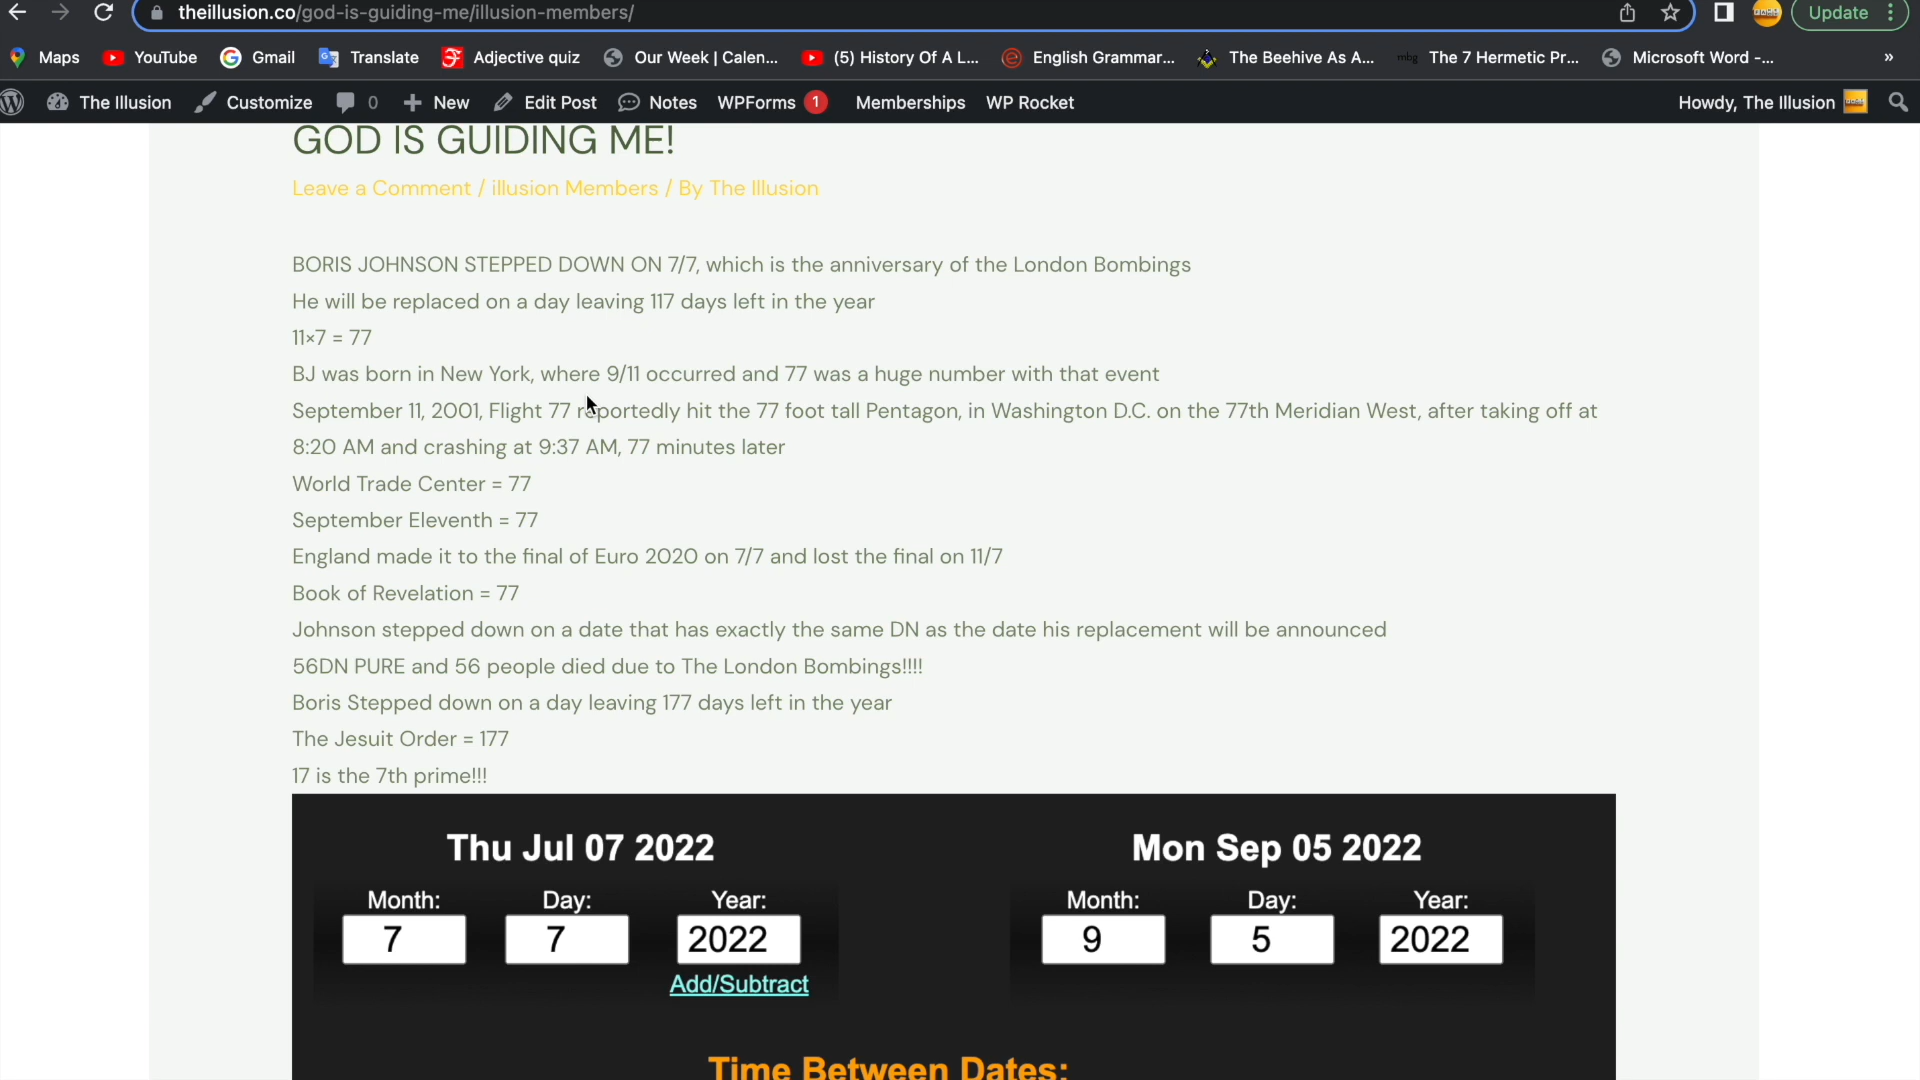 theillusion.co/god-is-guiding-me/illusion-members/
Update
Maps YouTube Gmail Translate Adjective quiz Our Week | Calen... (5) History Of A L... English Grammar... The Beehive As A... mbg The 7 Hermetic Pr... Microsoft Word -... »
The Illusion Customize 0 New Edit Post Notes WPForms 1 Memberships WP Rocket Howdy, The Illusion
GOD IS GUIDING ME!
Leave a Comment / illusion Members / By The Illusion
BORIS JOHNSON STEPPED DOWN ON 7/7, which is the anniversary of the London Bombings
He will be replaced on a day leaving 117 days left in the year
11×7 = 77
BJ was born in New York, where 9/11 occurred and 77 was a huge number with that event
September 11, 2001, Flight 77 reportedly hit the 77 foot tall Pentagon, in Washington D.C. on the 77th Meridian West, after taking off at
8:20 AM and crashing at 9:37 AM, 77 minutes later
World Trade Center = 77
September Eleventh = 77
England made it to the final of Euro 2020 on 7/7 and lost the final on 11/7
Book of Revelation = 77
Johnson stepped down on a date that has exactly the same DN as the date his replacement will be announced
56DN PURE and 56 people died due to The London Bombings!!!!
Boris Stepped down on a day leaving 177 days left in the year
The Jesuit Order = 177
17 is the 7th prime!!!
Thu Jul 07 2022 Mon Sep 05 2022
Month: Day: Year: Month: Day: Year:
7 7 2022 9 5 2022
Add/Subtract
Time Between Dates: